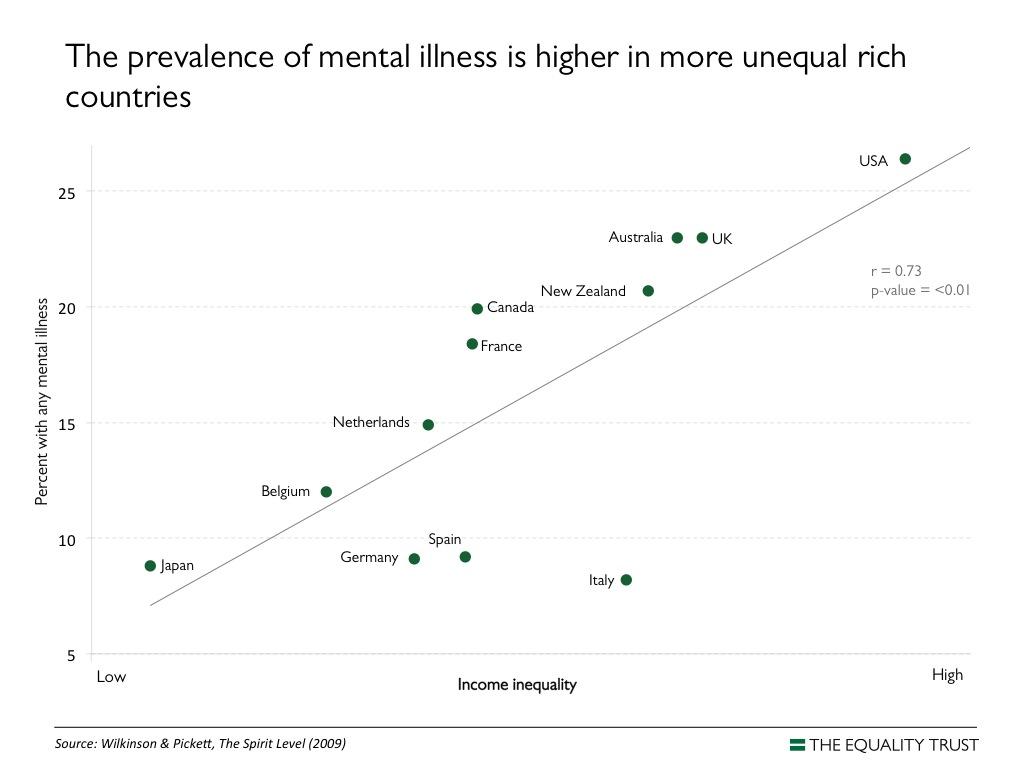 The prevalence of mental illness is higher in more unequal rich
countries
USA
25
Australia
UK
r = 0.73
p-value = <0.01
New Zealand
20
Canada
France
Percent with any mental illness
Netherlands
15
Belgium
Spain
10
Germany
Japan
Italy
5
Low
High
Income inequality
Source: Wilkinson & Pickett, The Spirit Level (2009)
THE EQUALITY TRUST